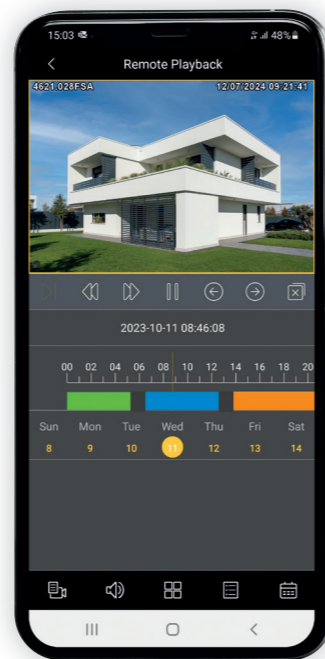 15:03 48%
Remote Playback
4621-028FSA 12/07/2024 09:21:41
2023-10-11 08:46:08
00 02 04 06 08 10 12 14 16 18 20
Sun Mon Tue Wed Thu Fri Sat
8 9 10 11 12 13 14